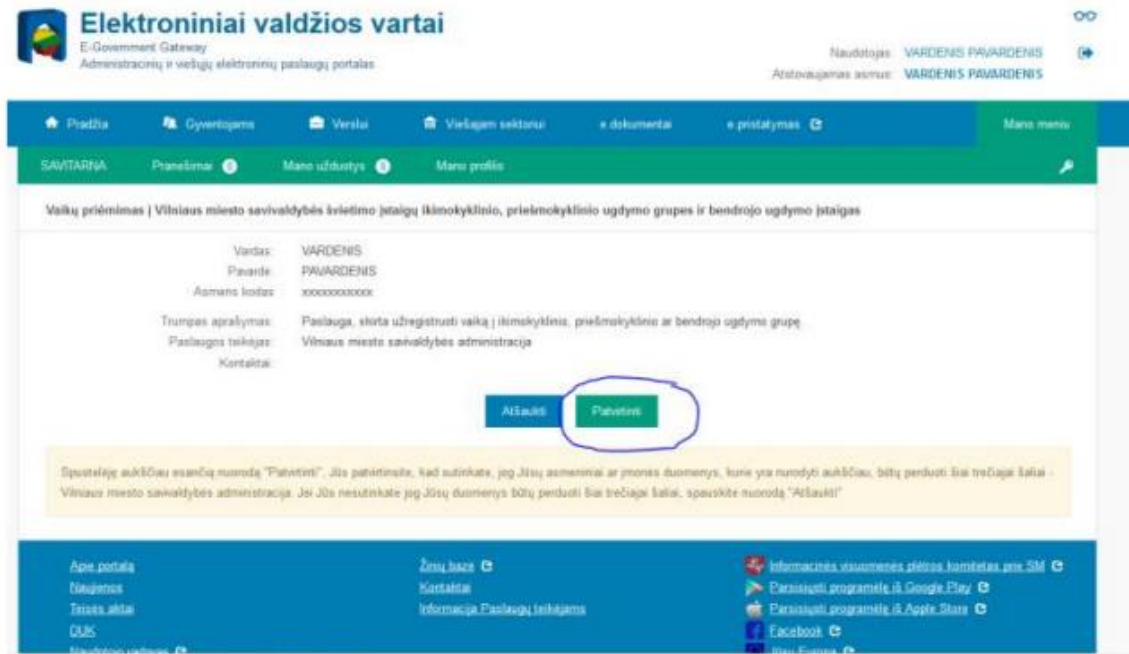 Elektroniniai valdžios vartai
E-Government Gateway
Administracinių ir viešųjų elektroninių paslaugų portalas
Naudotojas: VARDENIS PAVARDENIS
Atstovaujamas asmuo: VARDENIS PAVARDENIS
Pradžia Gyventojams Verslui Viešajam sektoriui e.dokumentai e.pristatymas Mano meniu
SAVITARNA Pranešimai 0 Mano užduotys 0 Mano profilis
Vaikų priėmimas į Vilniaus miesto savivaldybės švietimo įstaigų ikimokyklinio, priešmokyklinio ugdymo grupes ir bendrojo ugdymo įstaigas
Vardas: VARDENIS
Pavardė: PAVARDENIS
Asmens kodas: xxxxxxxxxxx
Trumpas aprašymas: Paslauga, skirta užregistruoti vaiką į ikimokyklinio, priešmokyklinio ar bendrojo ugdymo grupę
Paslaugos teikėjas: Vilniaus miesto savivaldybės administracija
Kontaktai:
Atšaukti Patvirtinti
Spustelėję aukščiau esančią nuorodą "Patvirtinti", Jūs patvirtinsite, kad sutinkate, jog Jūsų asmeniniai ar įmonės duomenys, kurie yra nurodyti aukščiau, būtų perduoti šiai trečiajai šaliai -
Vilniaus miesto savivaldybės administracija. Jei Jūs nesutinkate jog Jūsų duomenys būtų perduoti šiai trečiajai šaliai, spauskite nuorodą "Atšaukti"
Apie portalą Žinių bazė Informacinės visuomenės plėtros komitetas prie SM
Naujienos Kontaktai Parsisiųsti programėlę iš Google Play
Teisės aktai Informacija Paslaugų teikėjams Parsisiųsti programėlę iš Apple Store
DUK Facebook
Naudotojo vadovas Jūsų Europa